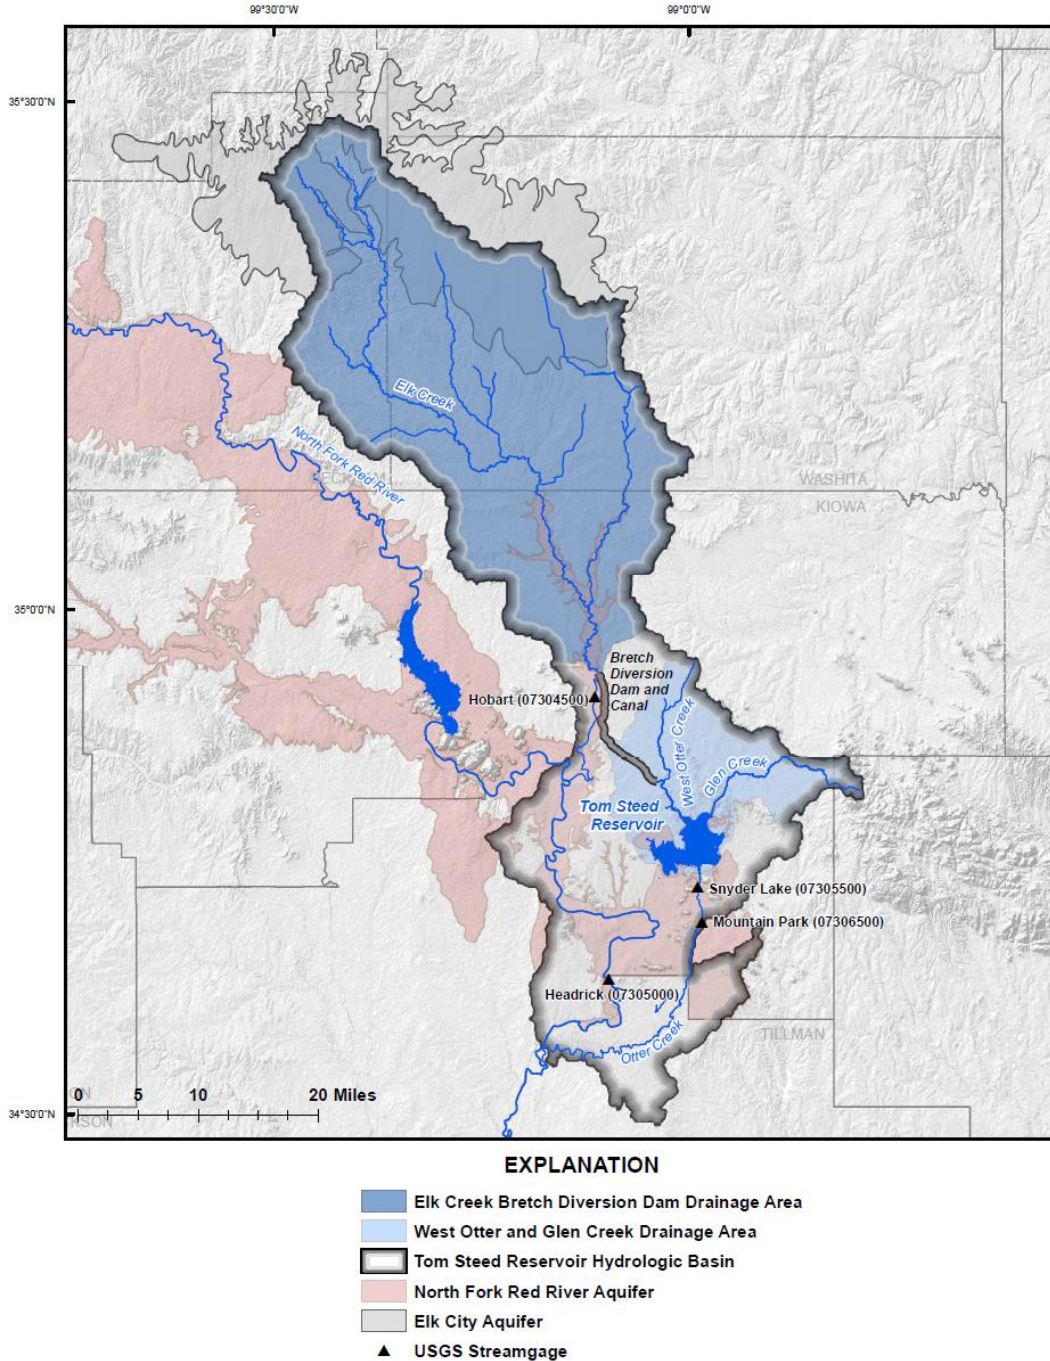 99°30'0"W
99°0'0"W
35°30'0"N
Elk Creek
North Fork Red River
WASHITA
KIOWA
35°0'0"N
Bretch
Diversion
Dam and
Canal
Hobart (07304500)
West Otter Creek
Glen Creek
Tom Steed
Reservoir
Snyder Lake (07305500)
Mountain Park (07306500)
Headrick (07305000)
Otter Creek
TILLMAN
0 5 10 20 Miles
34°30'0"N
EXPLANATION
Elk Creek Bretch Diversion Dam Drainage Area
West Otter and Glen Creek Drainage Area
Tom Steed Reservoir Hydrologic Basin
North Fork Red River Aquifer
Elk City Aquifer
USGS Streamgage